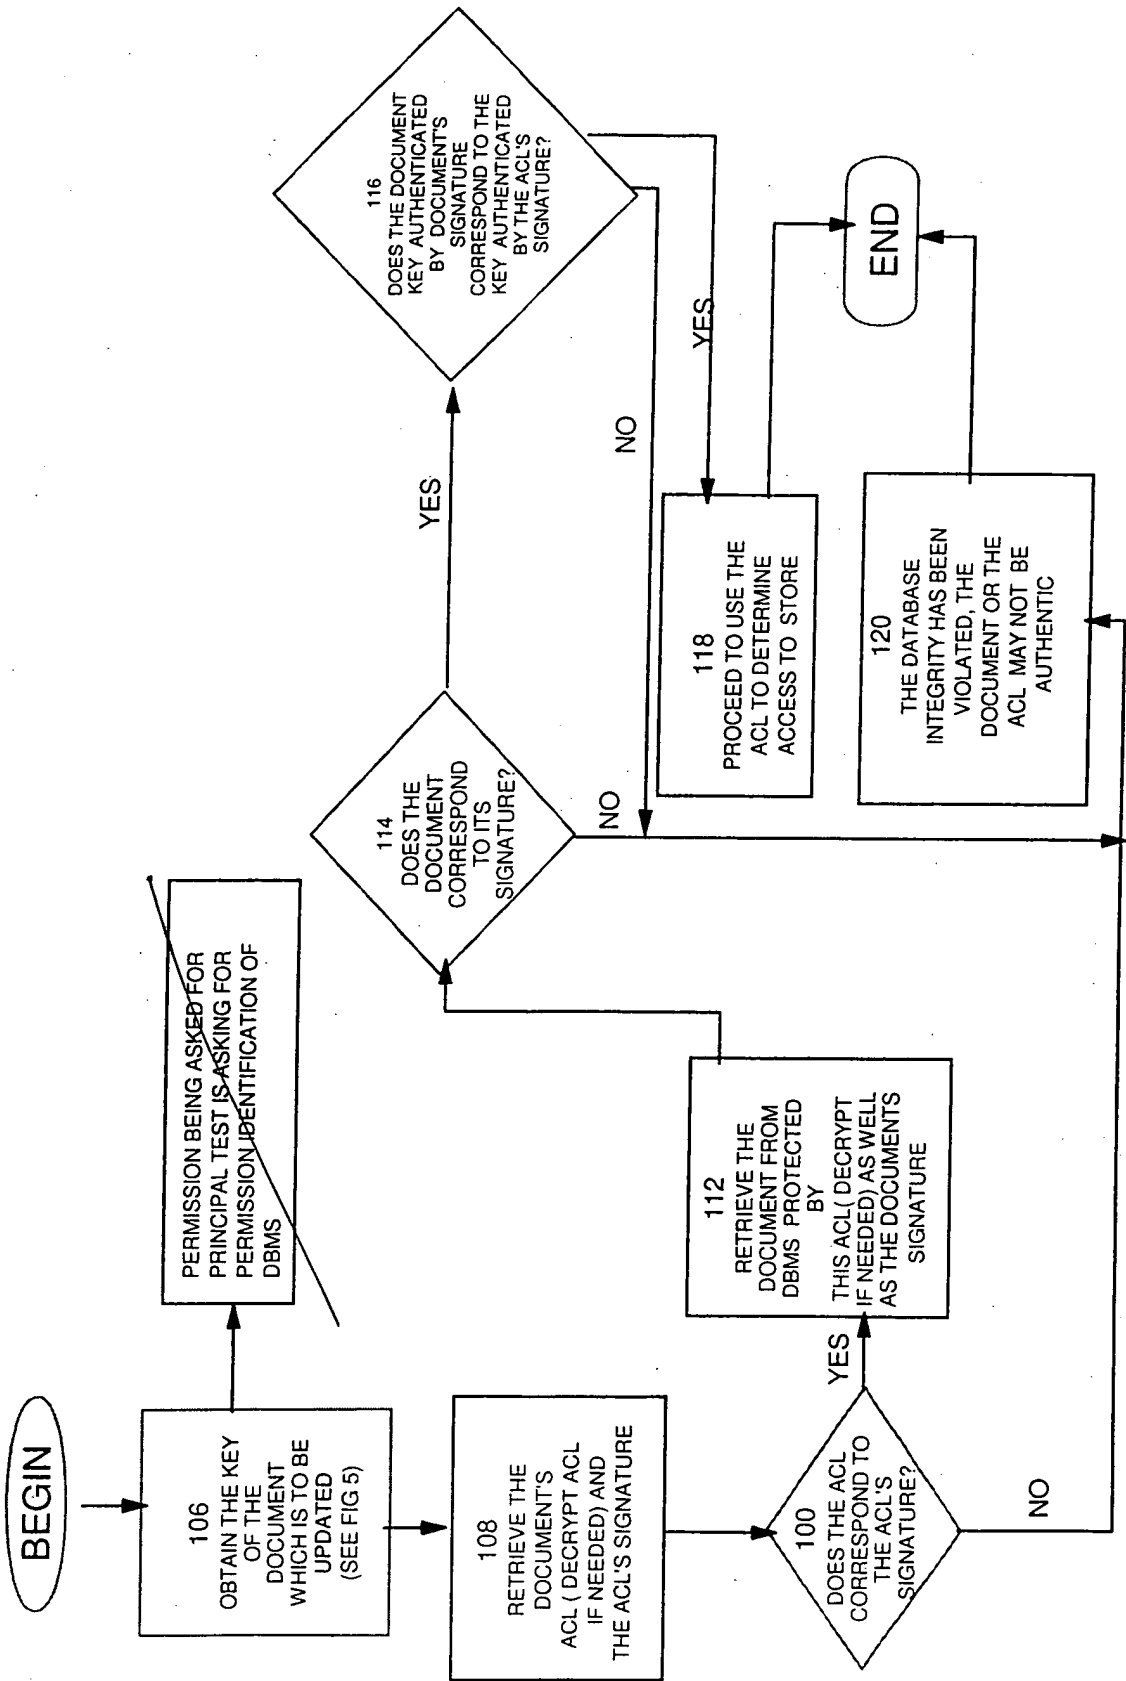 BEGIN
106
OBTAIN THE KEY
OF THE
DOCUMENT
WHICH IS TO BE
UPDATED
(SEE FIG 5)
PERMISSION BEING ASKED FOR
PRINCIPAL TEST IS ASKING FOR
PERMISSION IDENTIFICATION OF
DBMS
108
RETRIEVE THE
DOCUMENT'S
ACL ( DECRYPT ACL
IF NEEDED) AND
THE ACL'S SIGNATURE
100
DOES THE ACL
CORRESPOND TO
THE ACL'S
SIGNATURE?
YES
NO
112
RETRIEVE THE
DOCUMENT FROM
DBMS PROTECTED
BY
THIS ACL( DECRYPT
IF NEEDED) AS WELL
AS THE DOCUMENTS
SIGNATURE
114
DOES THE
DOCUMENT
CORRESPOND
TO ITS
SIGNATURE?
YES
NO
116
DOES THE DOCUMENT
KEY AUTHENTICATED
BY DOCUMENT'S
SIGNATURE
CORRESPOND TO THE
KEY AUTHENTICATED
BY THE ACL'S
SIGNATURE?
NO
YES
118
PROCEED TO USE THE
ACL TO DETERMINE
ACCESS TO STORE
120
THE DATABASE
INTEGRITY HAS BEEN
VIOLATED, THE
DOCUMENT OR THE
ACL MAY NOT BE
AUTHENTIC
END